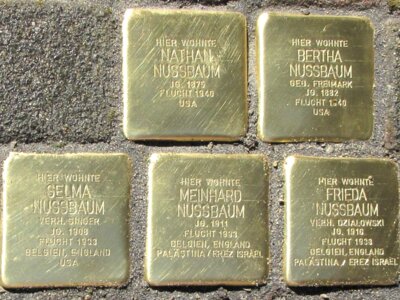 HIER WOHNTE
NATHAN
NUSSBAUM
JG. 1875
FLUCHT 1940
USA
HIER WOHNTE
BERTHA
NUSSBAUM
GEB. FREIMARK
JG. 1882
FLUCHT 1940
USA
HIER WOHNTE
SELMA
NUSSBAUM
VERH. SINGER
JG. 1908
FLUCHT 1933
BELGIEN, ENGLAND
USA
HIER WOHNTE
MEINHARD
NUSSBAUM
JG. 1911
FLUCHT 1933
BELGIEN, ENGLAND
PALÄSTINA / EREZ ISRAEL
HIER WOHNTE
FRIEDA
NUSSBAUM
VERH.
JG. 1916
FLUCHT 1933
BELGIEN, ENGLAND
PALÄSTINA / EREZ ISRAEL